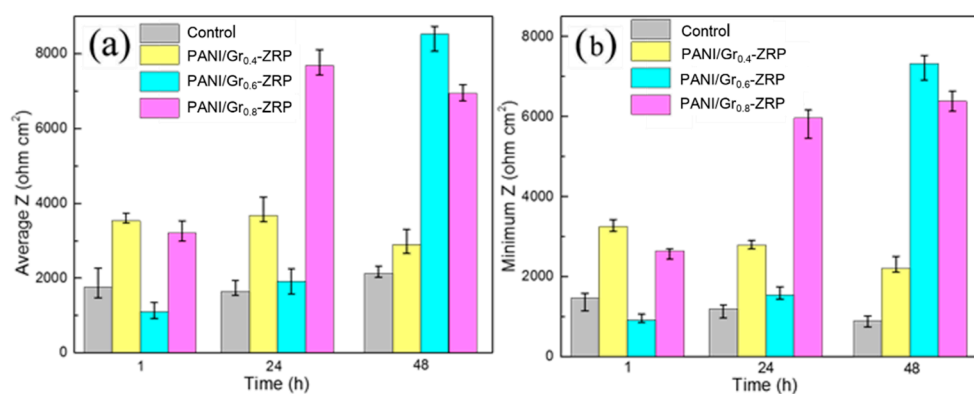 (a)
Control
PANI/Gr0.4-ZRP
PANI/Gr0.6-ZRP
PANI/Gr0.8-ZRP
Average Z (ohm cm²)
8000
6000
4000
2000
0
1 24 48
Time (h)
(b)
Control
PANI/Gr0.4-ZRP
PANI/Gr0.6-ZRP
PANI/Gr0.8-ZRP
Minimum Z (ohm cm²)
8000
6000
4000
2000
0
1 24 48
Time (h)